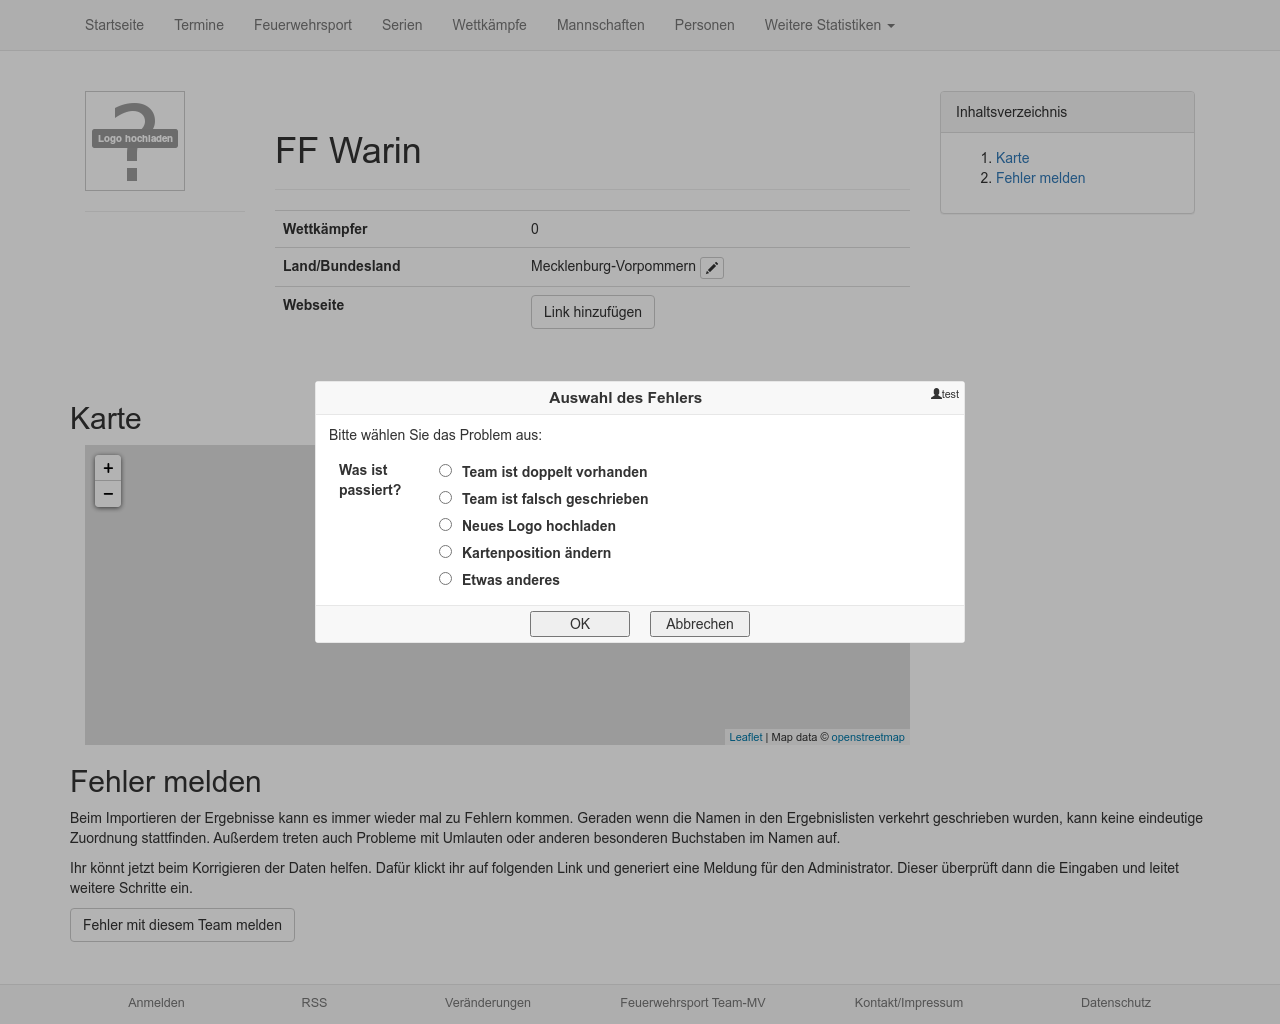 Startseite Termine Feuerwehrsport Serien Wettkämpfe Mannschaften Personen Weitere Statistiken
?
Logo hochladen
FF Warin
Wettkämpfer 0
Land/Bundesland Mecklenburg-Vorpommern
Webseite Link hinzufügen
Inhaltsverzeichnis
1. Karte
2. Fehler melden
Auswahl des Fehlers
test
Bitte wählen Sie das Problem aus:
Was ist
passiert?
Team ist doppelt vorhanden
Team ist falsch geschrieben
Neues Logo hochladen
Kartenposition ändern
Etwas anderes
OK Abbrechen
Karte
+
−
Leaflet | Map data © openstreetmap
Fehler melden
Beim Importieren der Ergebnisse kann es immer wieder mal zu Fehlern kommen. Geraden wenn die Namen in den Ergebnislisten verkehrt geschrieben wurden, kann keine eindeutige
Zuordnung stattfinden. Außerdem treten auch Probleme mit Umlauten oder anderen besonderen Buchstaben im Namen auf.
Ihr könnt jetzt beim Korrigieren der Daten helfen. Dafür klickt ihr auf folgenden Link und generiert eine Meldung für den Administrator. Dieser überprüft dann die Eingaben und leitet
weitere Schritte ein.
Fehler mit diesem Team melden
Anmelden RSS Veränderungen Feuerwehrsport Team-MV Kontakt/Impressum Datenschutz